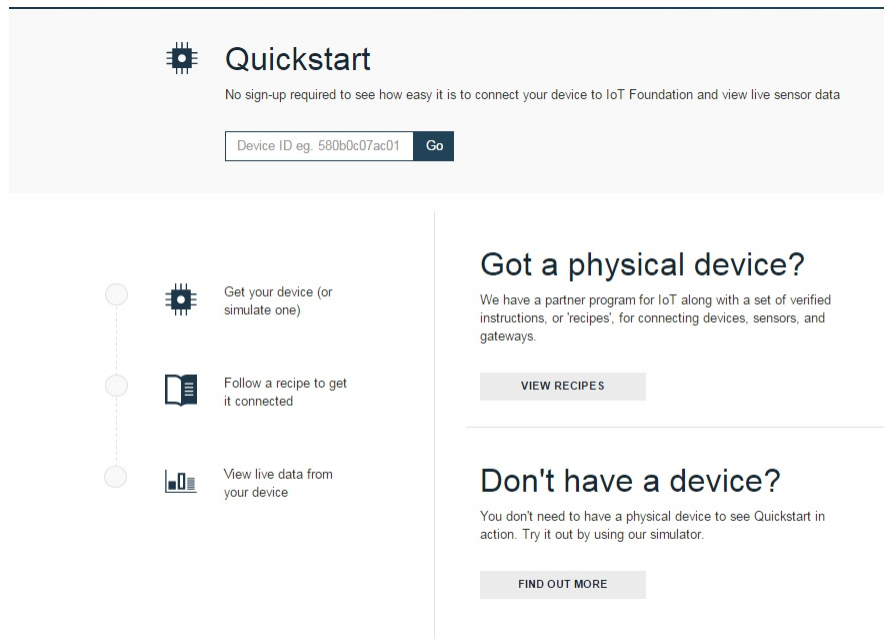 Quickstart
No sign-up required to see how easy it is to connect your device to IoT Foundation and view live sensor data
Device ID eg. 580b0c07ac01
Go
Get your device (or
simulate one)
Follow a recipe to get
it connected
View live data from
your device
Got a physical device?
We have a partner program for IoT along with a set of verified
instructions, or 'recipes', for connecting devices, sensors, and
gateways.
VIEW RECIPES
Don't have a device?
You don't need to have a physical device to see Quickstart in
action. Try it out by using our simulator.
FIND OUT MORE